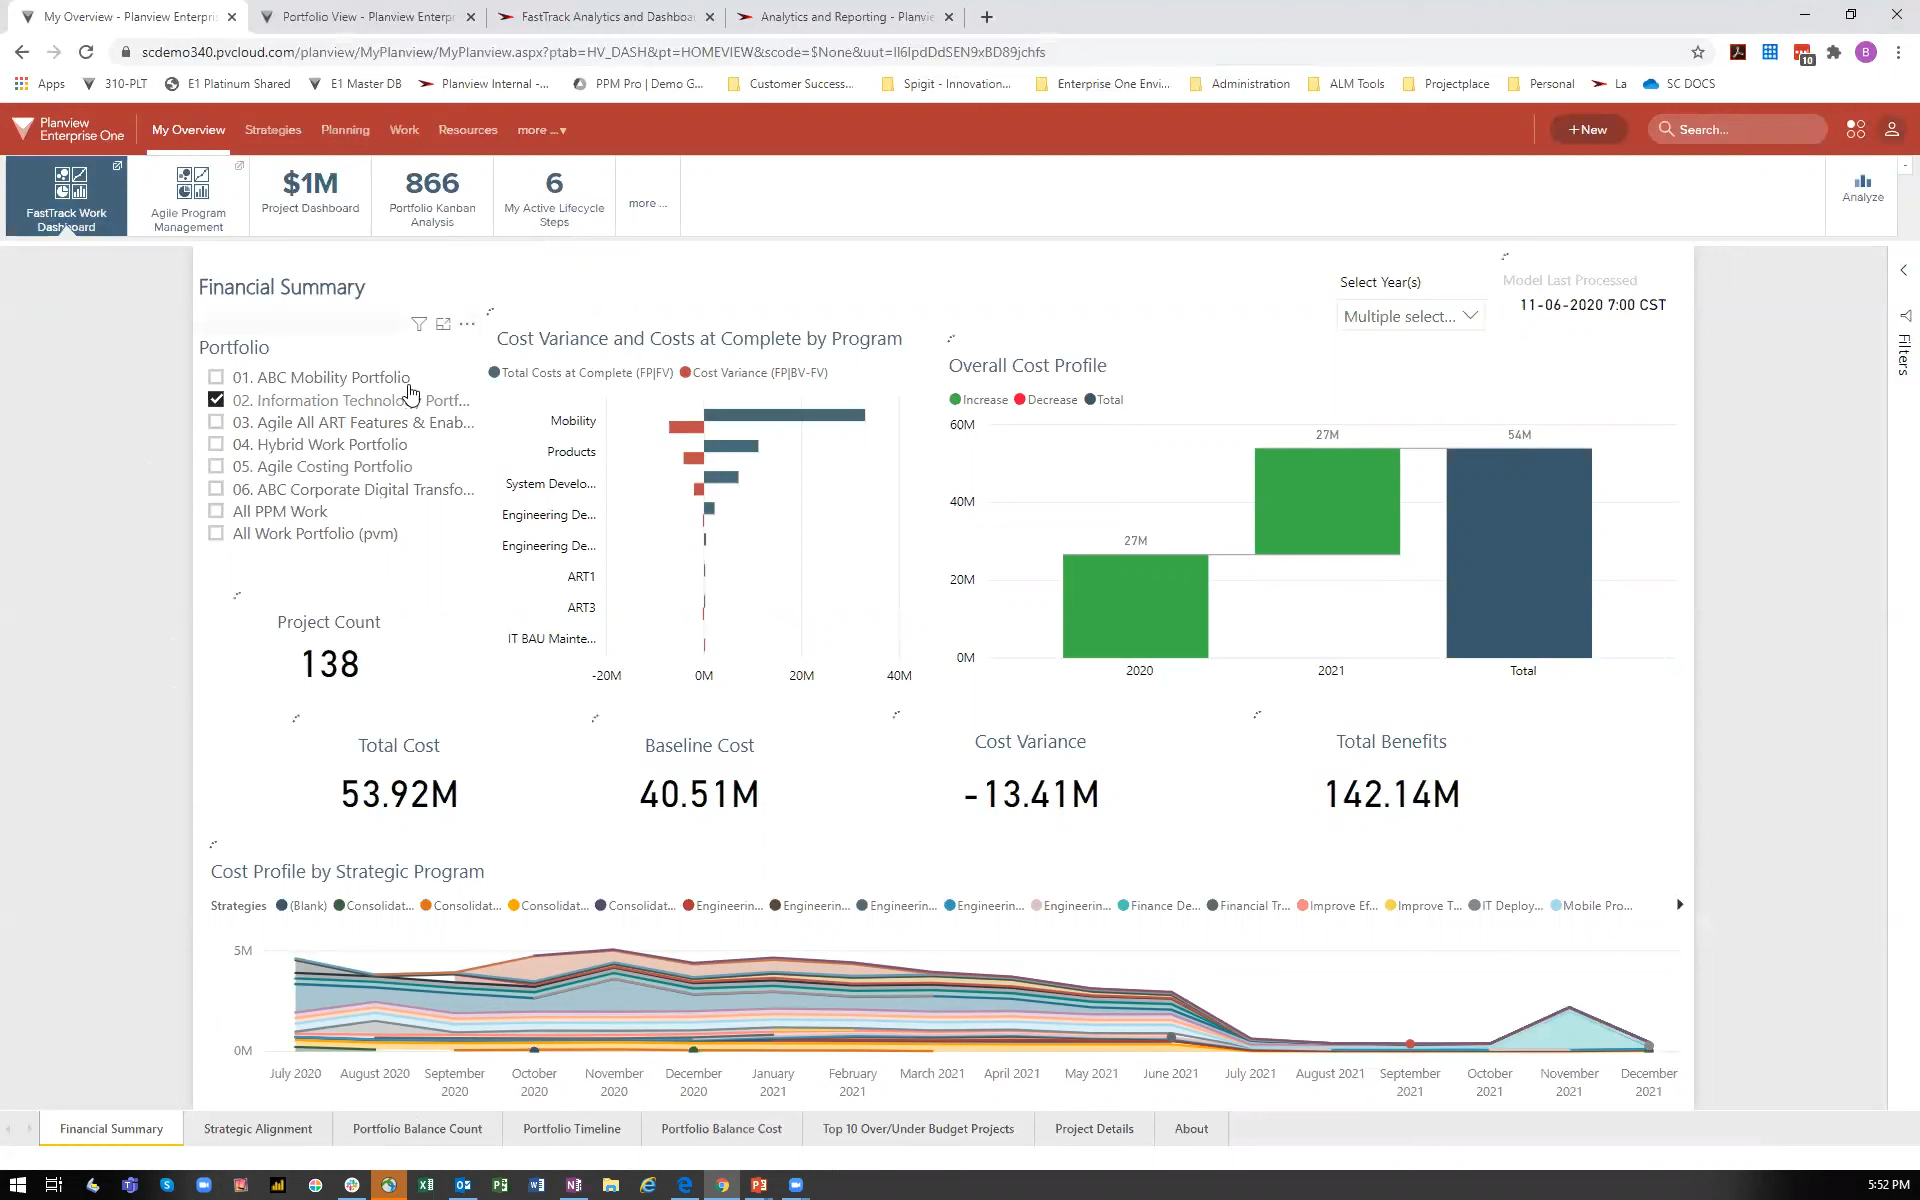 My Overview - Planview Enterpri
Portfolio View - Planview Enterpr
FastTrack Analytics and Dashboar
Analytics and Reporting - Planvie
scdemo340.pvcloud.com/planview/MyPlanview/MyPlanview.aspx?ptab=HV_DASH&pt=HOMEVIEW&scode=$None&uut=Il6IpdDdSEN9xBD89jchfs
10
B
Apps
310-PLT
E1 Platinum Shared
E1 Master DB
Planview Internal -...
PPM Pro | Demo G...
Customer Success...
Spigit - Innovation...
Enterprise One Envi...
Administration
ALM Tools
Projectplace
Personal
La
SC DOCS
Planview
Enterprise One
My Overview
Strategies
Planning
Work
Resources
more ...▾
+New
Search...
FastTrack Work
Dashboard
Agile Program
Management
$1M
Project Dashboard
866
Portfolio Kanban
Analysis
6
My Active Lifecycle
Steps
more ...
Analyze
Financial Summary
Select Year(s)
Multiple select...
Model Last Processed
11-06-2020 7:00 CST
Filters
Portfolio
01. ABC Mobility Portfolio
02. Information Technology Portf...
03. Agile All ART Features & Enab...
04. Hybrid Work Portfolio
05. Agile Costing Portfolio
06. ABC Corporate Digital Transfo...
All PPM Work
All Work Portfolio (pvm)
Project Count
138
Cost Variance and Costs at Complete by Program
Total Costs at Complete (FP|FV)
Cost Variance (FP|BV-FV)
Mobility
Products
System Develo...
Engineering De...
Engineering De...
ART1
ART3
IT BAU Mainte...
-20M
0M
20M
40M
Overall Cost Profile
Increase
Decrease
Total
60M
40M
20M
0M
27M
27M
54M
2020
2021
Total
Total Cost
53.92M
Baseline Cost
40.51M
Cost Variance
-13.41M
Total Benefits
142.14M
Cost Profile by Strategic Program
Strategies
(Blank)
Consolidat...
Consolidat...
Consolidat...
Consolidat...
Engineerin...
Engineerin...
Engineerin...
Engineerin...
Engineerin...
Finance De...
Financial Tr...
Improve Ef...
Improve T...
IT Deploy...
Mobile Pro...
5M
0M
July 2020
August 2020
September
2020
October
2020
November
2020
December
2020
January
2021
February
2021
March 2021
April 2021
May 2021
June 2021
July 2021
August 2021
September
2021
October
2021
November
2021
December
2021
Financial Summary
Strategic Alignment
Portfolio Balance Count
Portfolio Timeline
Portfolio Balance Cost
Top 10 Over/Under Budget Projects
Project Details
About
5:52 PM